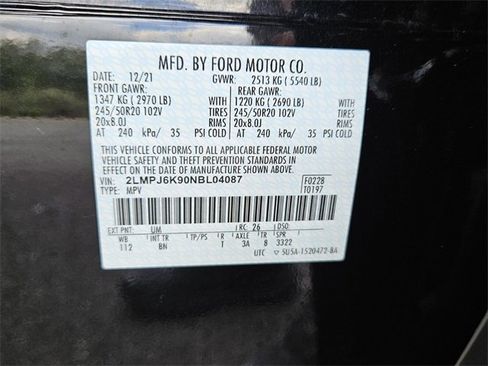 MFD. BY FORD MOTOR CO.
DATE: 12/21 GVWR: 2513 KG ( 5540 LB)
FRONT GAWR: REAR GAWR:
1347 KG ( 2970 LB) 1220 KG ( 2690 LB) WITH
245/50R20 102V TIRES 245/50R20 102V TIRES
20x8.0J RIMS 20x8.0J RIMS
AT 240 kPa/ 35 PSI COLD AT 240 kPa/ 35 PSI COLD
THIS VEHICLE CONFORMS TO ALL APPLICABLE FEDERAL MOTOR
VEHICLE SAFETY AND THEFT PREVENTION STANDARDS IN
EFFECT ON THE DATE OF MANUFACTURE SHOWN ABOVE.
VIN: 2LMPJ6K90NBL04087 F0228
TYPE: MPV T0197
EXT PNT: UM RC: 26 DSO:
WB INT TR TP/PS R AXLE TR SPR
112 BN T 3A 8 3322
UTC ▽ 5U5A-1520472-BA